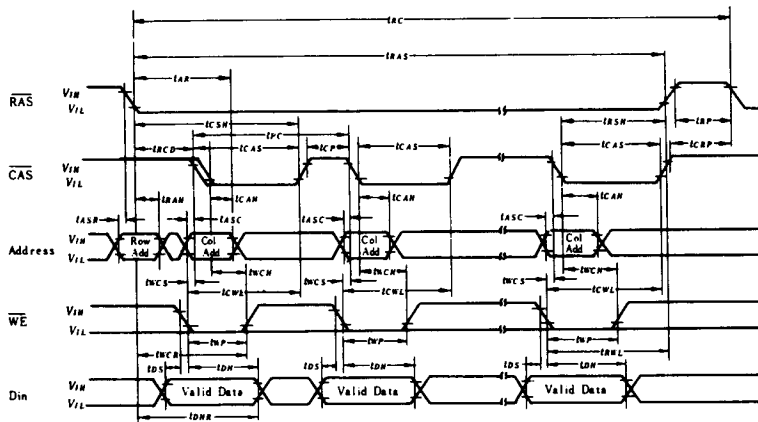 tRC
tRAS
tAR
RAS VIH
VIL
tRP
tCSH
tPC
tRSH
tRCD tCAS tCP tCAS tCAS tCRP
CAS VIH
VIL
tRAH tCAH tCAH tCAH
tASR tASC tASC tASC
Address VIH
VIL
Row Add Col Add Col Add Col Add
tWCH tWCH tWCH
tWCS tCWL tWCS tCWL tWCS tCWL
WE VIH
VIL
tWP tWP tWP
tWCR tRWL
tDS tDH tDS tDH tDS tDH
Din VIH
VIL
Valid Data Valid Data Valid Data
tDHR